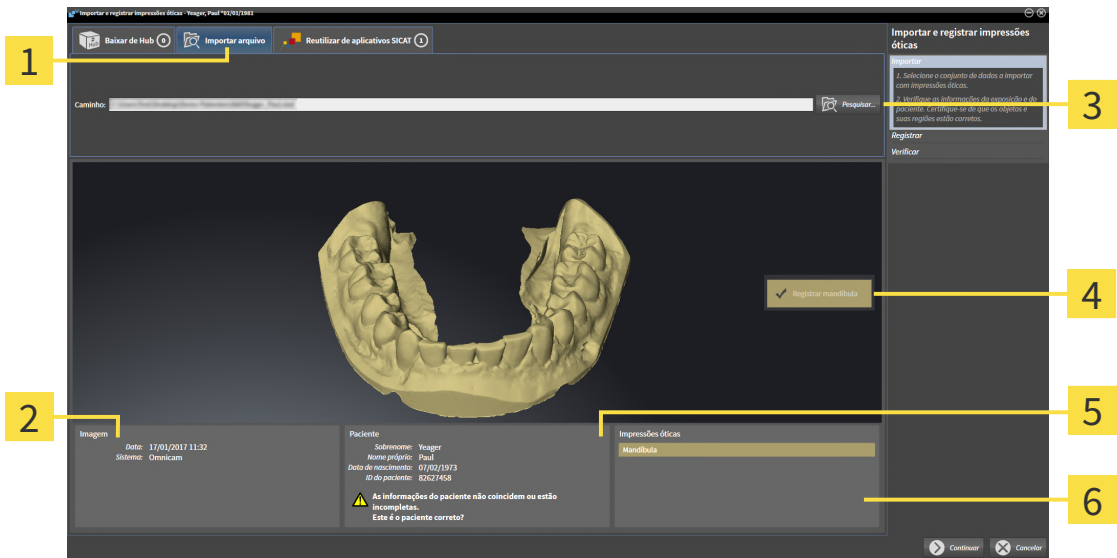 Importar e registrar impressões óticas - Yeager, Paul *01/01/1981
Baixar de Hub 0
Importar arquivo
Reutilizar de aplicativos SICAT 1
Caminho:
Pesquisar...
Importar e registrar impressões
óticas
Importar
1. Selecione o conjunto de dados a importar
com impressões óticas.
2. Verifique as informações da exposição e do
paciente. Certifique-se de que os objetos e
suas regiões estão corretos.
Registrar
Verificar
Registrar mandíbula
Imagem
Data: 17/01/2017 11:32
Sistema: Omnicam
Paciente
Sobrenome: Yeager
Nome próprio: Paul
Data de nascimento: 07/02/1973
ID do paciente: 82627458
As informações do paciente não coincidem ou estão
incompletas.
Este é o paciente correto?
Impressões óticas
Mandíbula
Continuar
Cancelar
1
2
3
4
5
6